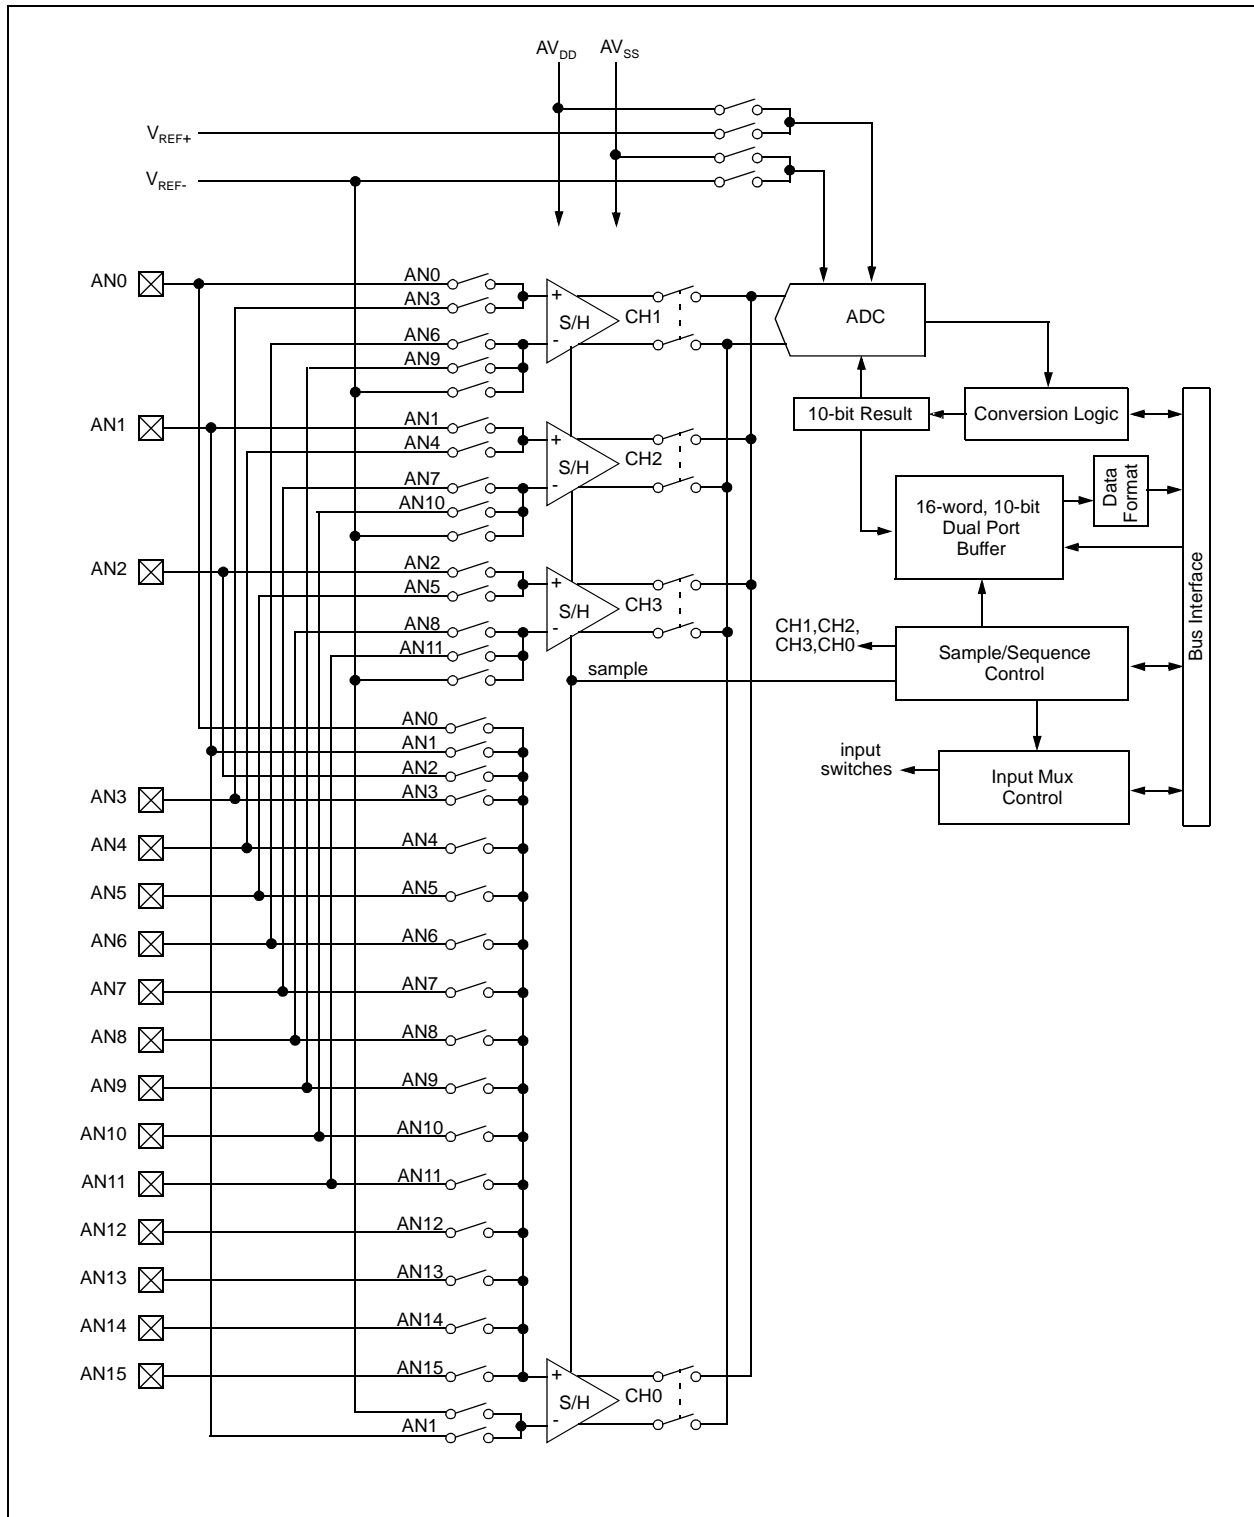 AVDD AVSS
VREF+
VREF-
AN0 AN0
AN3
+
S/H CH1
-
AN6
AN9
ADC
10-bit Result Conversion Logic
AN1 AN1
AN4
+
S/H CH2
-
AN7
AN10
16-word, 10-bit
Dual Port
Buffer
Data
Format
Bus Interface
AN2 AN2
AN5
+
S/H CH3
-
AN8
AN11
CH1,CH2,
CH3,CH0
Sample/Sequence
Control
sample
AN0
AN1
AN2
AN3 AN3
input
switches
Input Mux
Control
AN4 AN4
AN5 AN5
AN6 AN6
AN7 AN7
AN8 AN8
AN9 AN9
AN10 AN10
AN11 AN11
AN12 AN12
AN13 AN13
AN14 AN14
AN15 AN15
+
S/H CH0
-
AN1